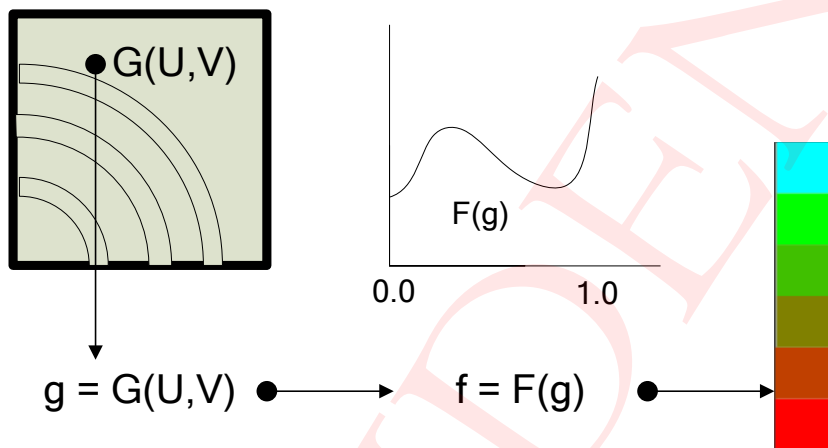 G(U,V)
F(g)
0.0
1.0
g = G(U,V)
f = F(g)